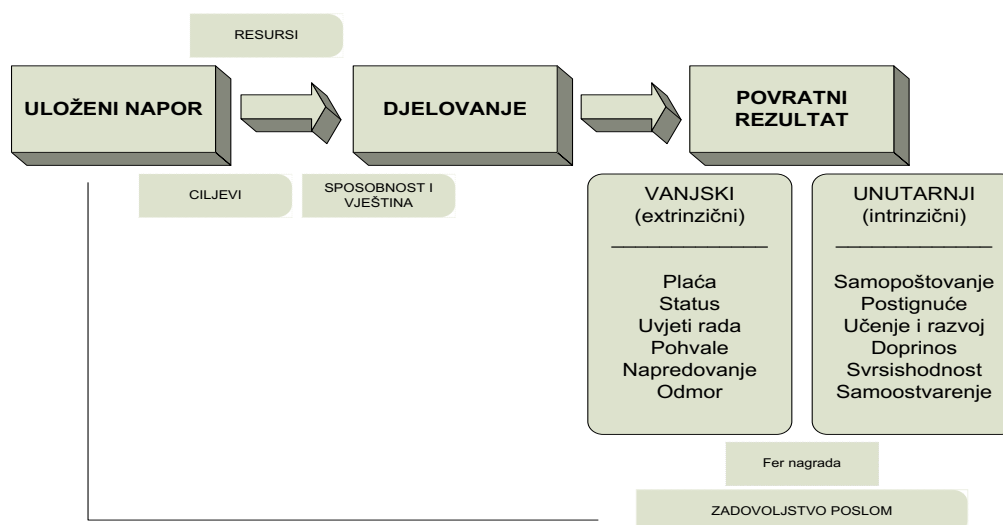 RESURSI
ULOŽENI NAPOR
DJELOVANJE
POVRATNI
REZULTAT
CILJEVI
SPOSOBNOST I
VJEŠTINA
VANJSKI
(extrinzični)
Plaća
Status
Uvjeti rada
Pohvale
Napredovanje
Odmor
UNUTARNJI
(intrinzični)
Samopoštovanje
Postignuće
Učenje i razvoj
Doprinos
Svrsishodnost
Samoostvarenje
Fer nagrada
ZADOVOLJSTVO POSLOM